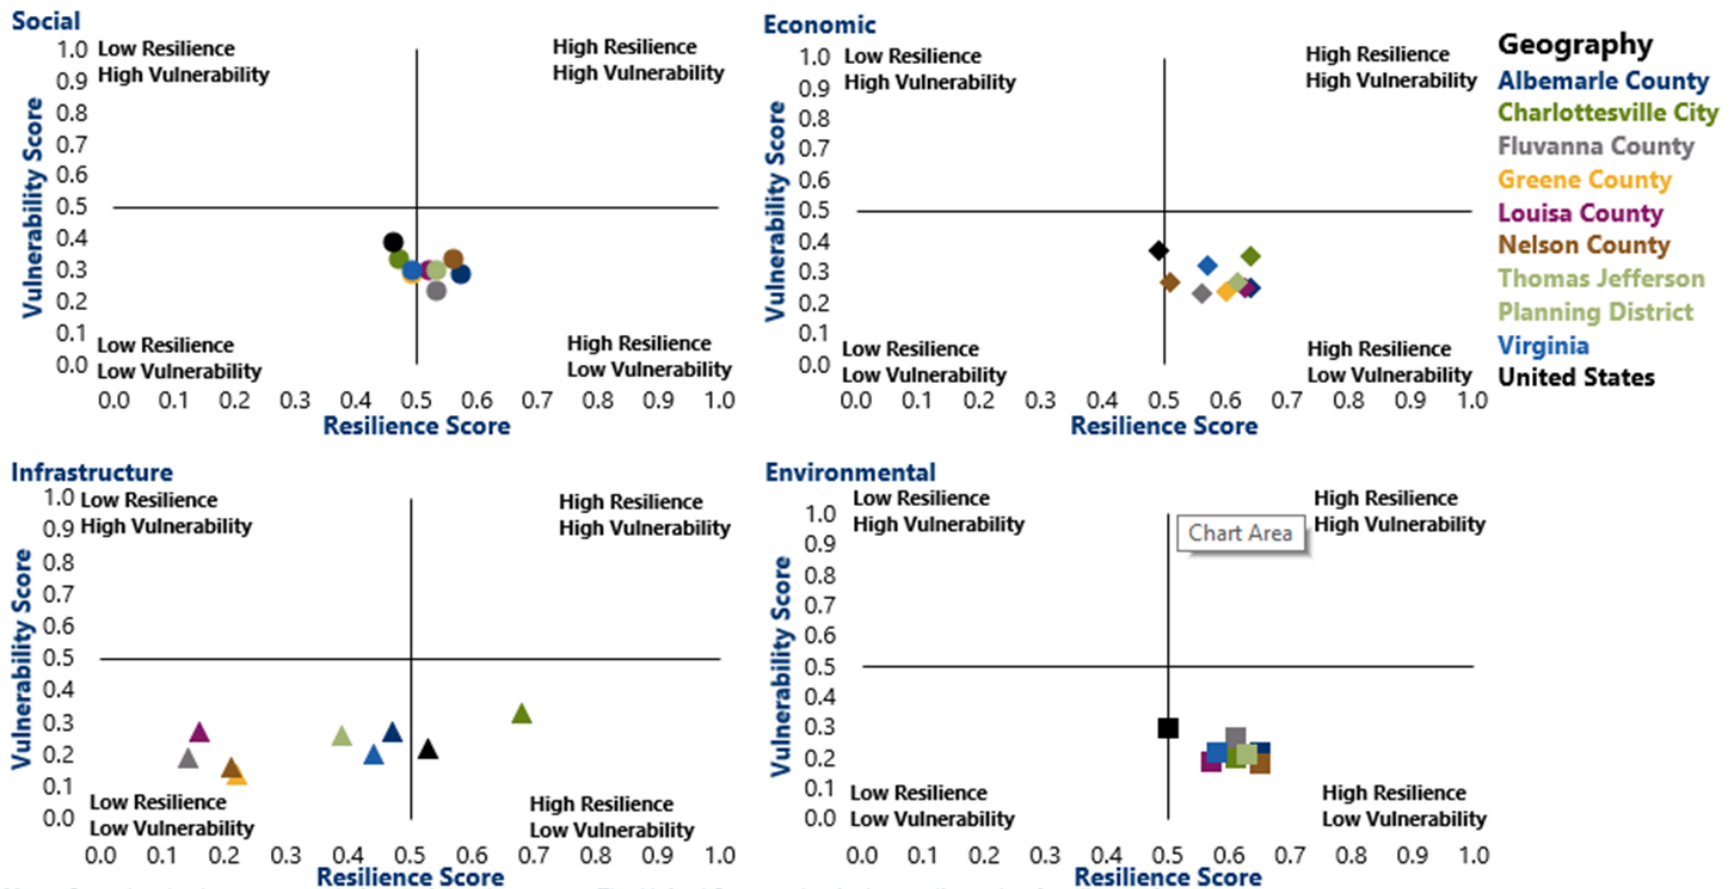 Social
Low Resilience
High Vulnerability
High Resilience
High Vulnerability
Vulnerability Score
1.0
0.9
0.8
0.7
0.6
0.5
0.4
0.3
0.2
0.1
0.0
Low Resilience
Low Vulnerability
High Resilience
Low Vulnerability
0.0 0.1 0.2 0.3 0.4 0.5 0.6 0.7 0.8 0.9 1.0
Resilience Score
Economic
Low Resilience
High Vulnerability
High Resilience
High Vulnerability
Vulnerability Score
1.0
0.9
0.8
0.7
0.6
0.5
0.4
0.3
0.2
0.1
0.0
Low Resilience
Low Vulnerability
High Resilience
Low Vulnerability
0.0 0.1 0.2 0.3 0.4 0.5 0.6 0.7 0.8 0.9 1.0
Resilience Score
Geography
Albemarle County
Charlottesville City
Fluvanna County
Greene County
Louisa County
Nelson County
Thomas Jefferson
Planning District
Virginia
United States
Infrastructure
Low Resilience
High Vulnerability
High Resilience
High Vulnerability
Vulnerability Score
1.0
0.9
0.8
0.7
0.6
0.5
0.4
0.3
0.2
0.1
0.0
Low Resilience
Low Vulnerability
High Resilience
Low Vulnerability
0.0 0.1 0.2 0.3 0.4 0.5 0.6 0.7 0.8 0.9 1.0
Resilience Score
Environmental
Low Resilience
High Vulnerability
High Resilience
High Vulnerability
Chart Area
Vulnerability Score
1.0
0.9
0.8
0.7
0.6
0.5
0.4
0.3
0.2
0.1
0.0
Low Resilience
Low Vulnerability
High Resilience
Low Vulnerability
0.0 0.1 0.2 0.3 0.4 0.5 0.6 0.7 0.8 0.9 1.0
Resilience Score